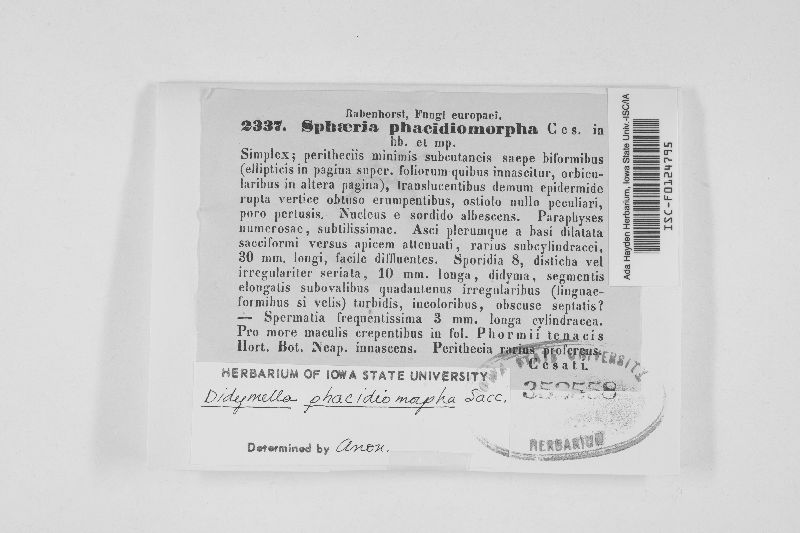 Rabenhorst, Fungi europaei.
2337. Sphæria phacidiomorpha Ces. in
hb. et mp.
Simplex; peritheciis minimis subcutaneis saepe biformibus
(ellipticis in pagina super. foliorum quibus innascitur, orbicu-
laribus in altera pagina), translucentibus demum epidermide
rupta vertice obtuso erumpentibus, ostiolo nullo peculiari,
poro pertusis. Nucleus e sordido albescens. Paraphyses
numerosae, subtilissimae. Asci plerumque a basi dilatata
sacciformi versus apicem attenuati, rarius subcylindracei,
30 mm. longi, facile diffluentes. Sporidia 8, disticha vel
irregulariter seriata, 10 mm. longa, didyma, segmentis
elongatis subovalibus quadantenus irregularibus (linguae-
formibus si velis) turbidis, incoloribus, obscuse septatis?
— Spermatia frequentissima 3 mm. longa cylindracea.
Pro more maculis crepentibus in fol. Phormii tenacis
Hort. Bot. Neap. innascens. Perithecia rarius proferens.
Cesati.
HERBARIUM OF IOWA STATE UNIVERSITY
Didymella phacidiomapha Sacc.
Determined by Anon.
IOWA STATE UNIVERSITY
358558
HERBARIUM
Ada Hayden Herbarium, Iowa State Univ.-ISC/IA
ISC-F0124795